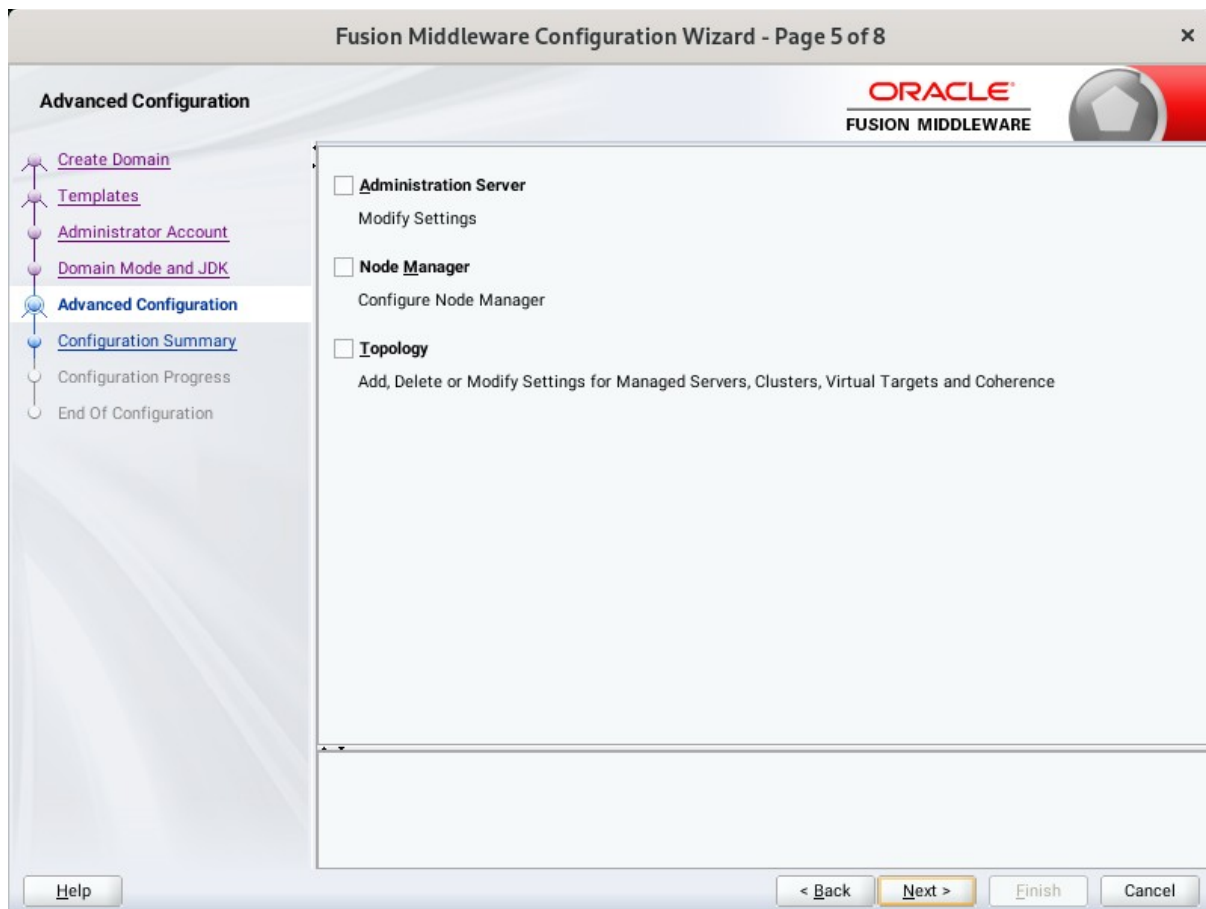 Fusion Middleware Configuration Wizard - Page 5 of 8
Advanced Configuration
ORACLE
FUSION MIDDLEWARE
Create Domain
Templates
Administrator Account
Domain Mode and JDK
Advanced Configuration
Configuration Summary
Configuration Progress
End Of Configuration
Administration Server
Modify Settings
Node Manager
Configure Node Manager
Topology
Add, Delete or Modify Settings for Managed Servers, Clusters, Virtual Targets and Coherence
Help
< Back
Next >
Finish
Cancel